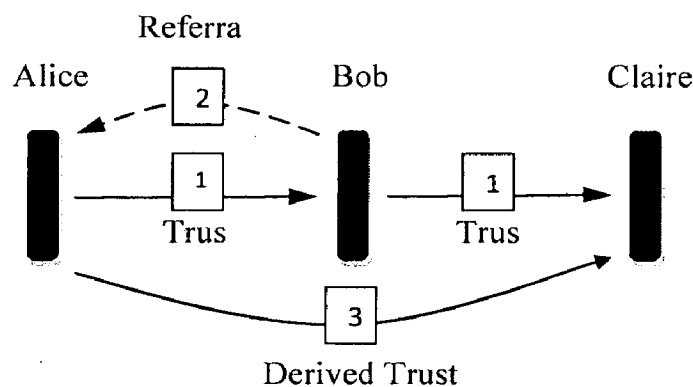 Referra
Alice Bob Claire
2
1 1
Trus Trus
3
Derived Trust